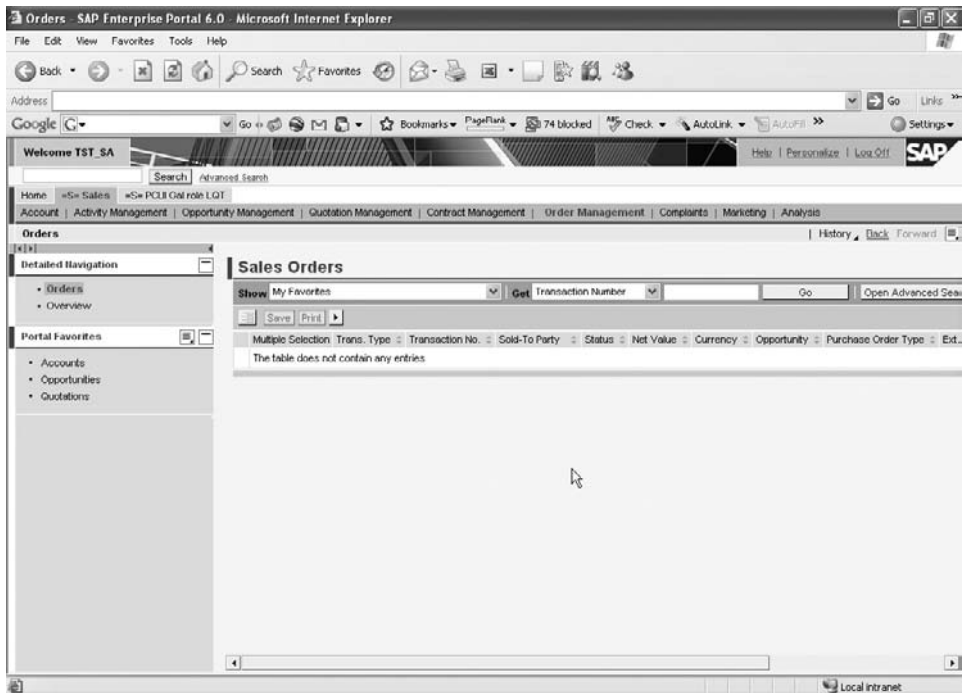 Orders - SAP Enterprise Portal 6.0 - Microsoft Internet Explorer
File Edit View Favorites Tools Help
Back Search Favorites
Address Go Links »
Google G Go Bookmarks PageRank 74 blocked Check AutoLink AutoFill » Settings
Welcome TST_SA Help | Personalize | Log Off SAP
Search Advanced Search
Home =S= Sales =S= PCUI Gal role LQT
Account | Activity Management | Opportunity Management | Quotation Management | Contract Management | Order Management | Complaints | Marketing | Analysis
Orders | History Back Forward
Detailed Navigation
• Orders
• Overview
Portal Favorites
• Accounts
• Opportunities
• Quotations
Sales Orders
Show My Favorites Get Transaction Number Go Open Advanced Sear
Save Print
Multiple Selection Trans. Type Transaction No. Sold-To Party Status Net Value Currency Opportunity Purchase Order Type Ext...
The table does not contain any entries
Local intranet